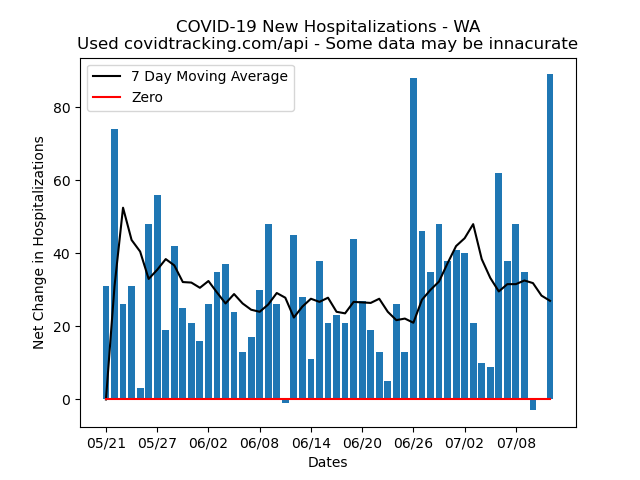 COVID-19 New Hospitalizations - WA
Used covidtracking.com/api - Some data may be innacurate
7 Day Moving Average
Zero
Net Change in Hospitalizations
80
60
40
20
0
05/21 05/27 06/02 06/08 06/14 06/20 06/26 07/02 07/08
Dates